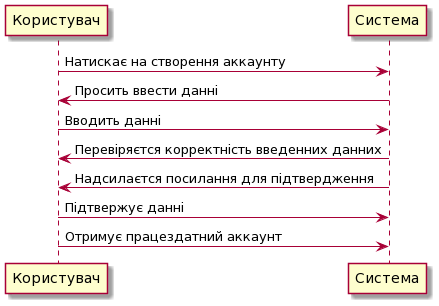 Користувач Система
Натискає на створення аккаунту
Просить ввести данні
Вводить данні
Перевіряєтся корректність введенних данних
Надсилаєтся посилання для підтвердження
Підтвержує данні
Отримує працездатний аккаунт
Користувач Система